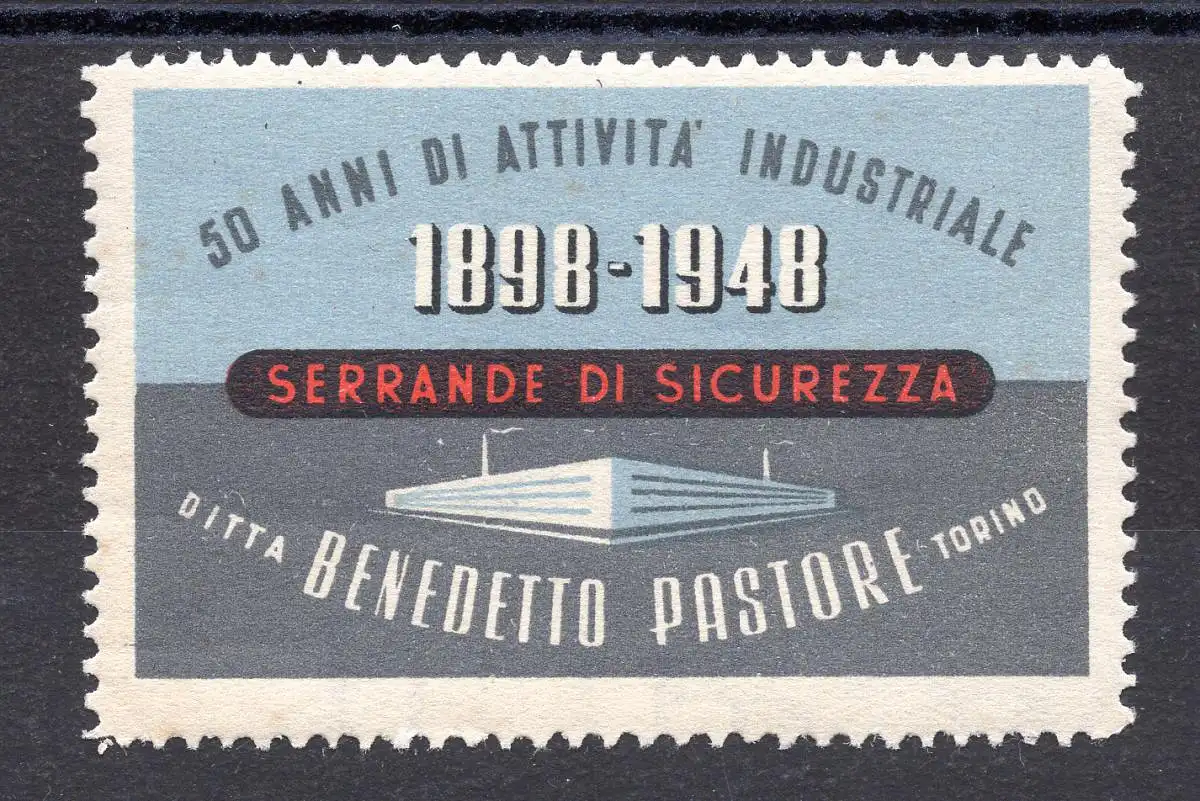 50 ANNI DI ATTIVITA' INDUSTRIALE
1898-1948
SERRANDE DI SICUREZZA
DITTA BENEDETTO PASTORE TORINO